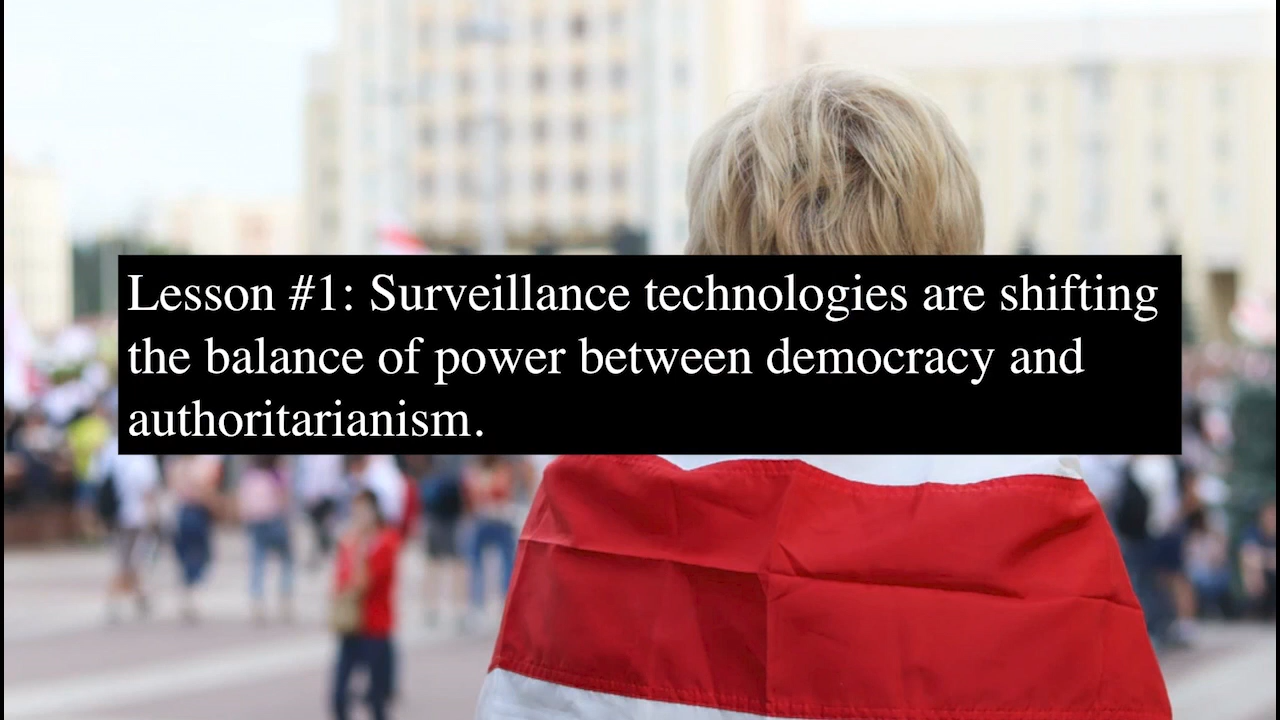 Lesson #1: Surveillance technologies are shifting
the balance of power between democracy and
authoritarianism.